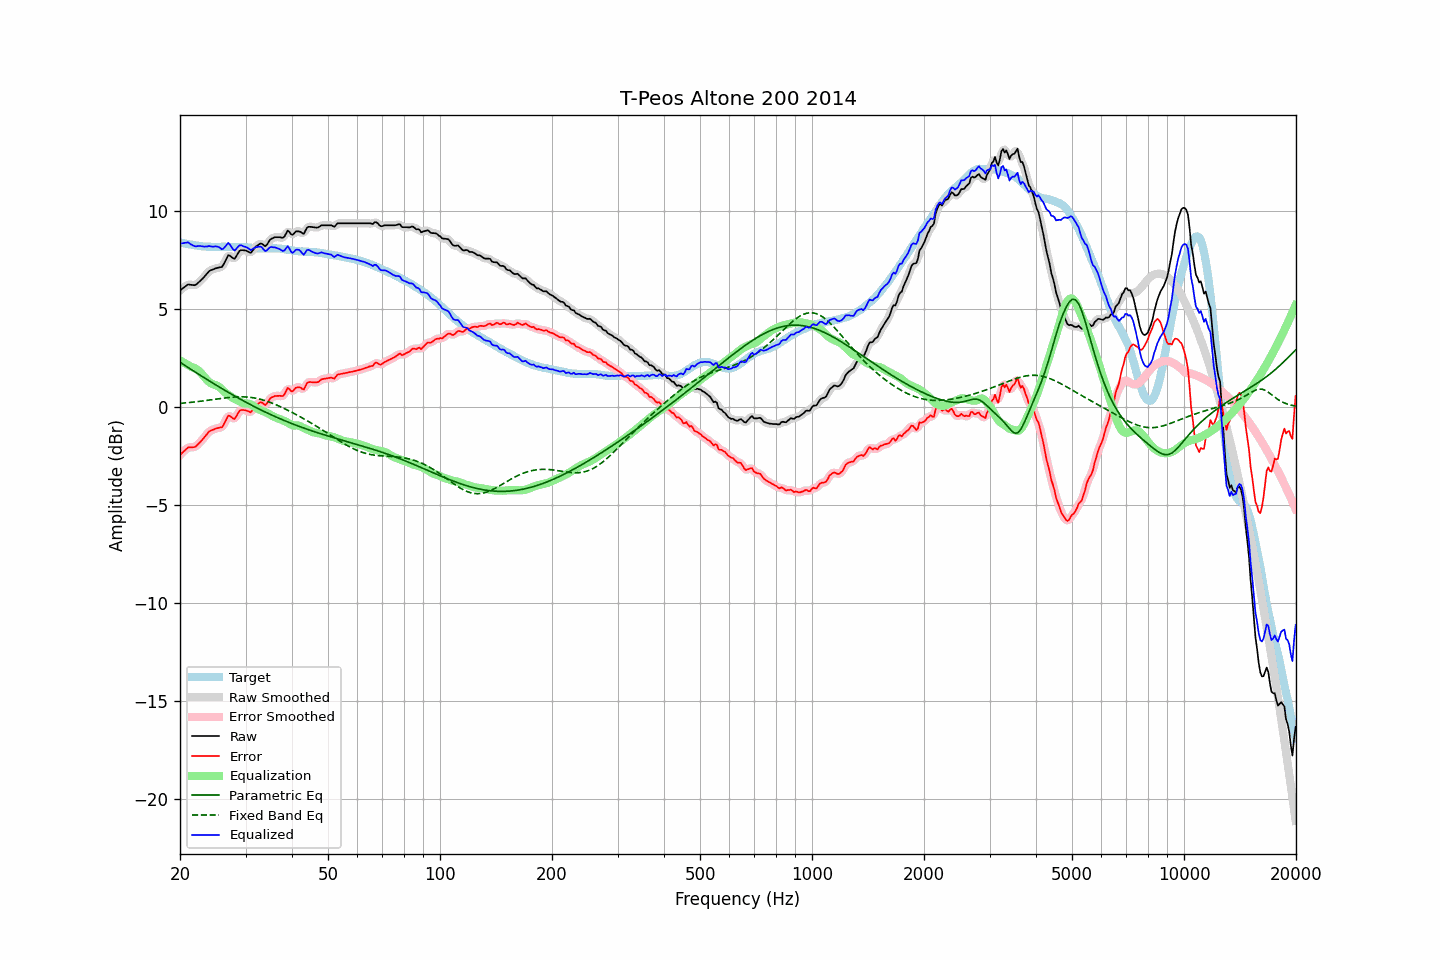 T-Peos Altone 200 2014
Amplitude (dBr)
10
5
0
−5
−10
−15
−20
Target
Raw Smoothed
Error Smoothed
Raw
Error
Equalization
Parametric Eq
Fixed Band Eq
Equalized
20 50 100 200 500 1000 2000 5000 10000 20000
Frequency (Hz)